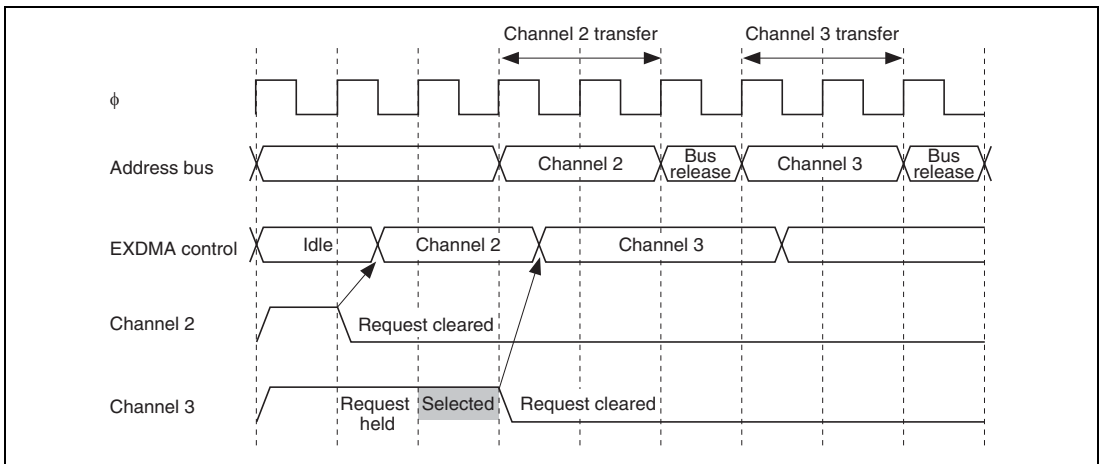 Channel 2 transfer
Channel 3 transfer
ϕ
Address bus
Channel 2
Bus
release
Channel 3
Bus
release
EXDMA control
Idle
Channel 2
Channel 3
Channel 2
Request cleared
Channel 3
Request
held
Selected
Request cleared